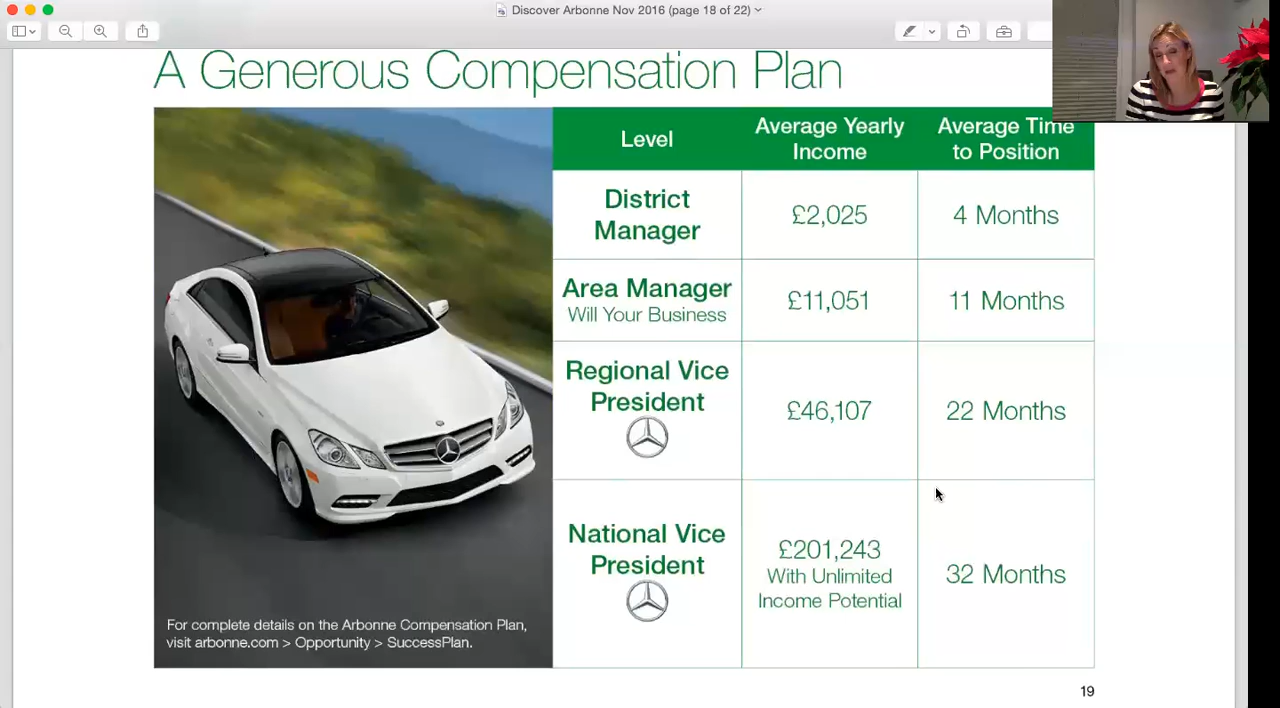 Discover Arbonne Nov 2016 (page 18 of 22)
A Generous Compensation Plan
Level
Average Yearly
Income
Average Time
to Position
District
Manager
£2,025
4 Months
Area Manager
Will Your Business
£11,051
11 Months
Regional Vice
President
£46,107
22 Months
National Vice
President
£201,243
With Unlimited
Income Potential
32 Months
For complete details on the Arbonne Compensation Plan,
visit arbonne.com > Opportunity > SuccessPlan.
19